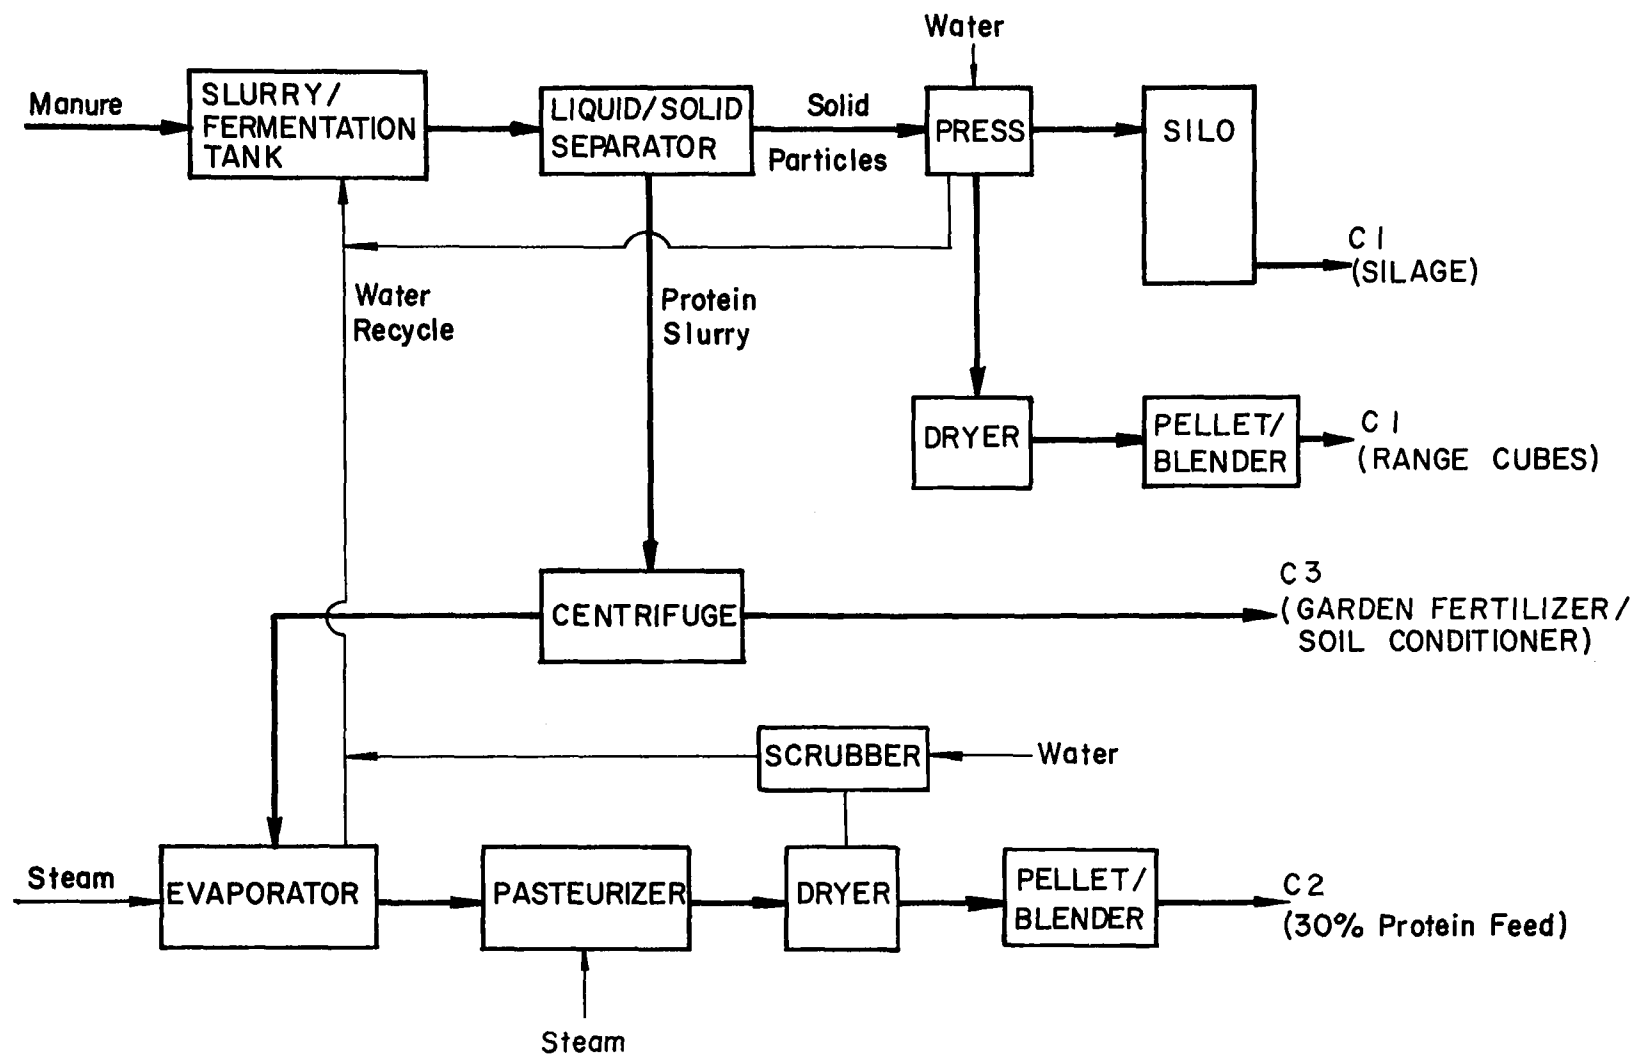 Water
Manure
SLURRY/
FERMENTATION
TANK
LIQUID/SOLID
SEPARATOR
Solid
Particles
PRESS
SILO
C1
(SILAGE)
Water
Recycle
Protein
Slurry
DRYER
PELLET/
BLENDER
C1
(RANGE CUBES)
CENTRIFUGE
C3
(GARDEN FERTILIZER/
SOIL CONDITIONER)
SCRUBBER
Water
Steam
EVAPORATOR
PASTEURIZER
DRYER
PELLET/
BLENDER
C2
(30% Protein Feed)
Steam